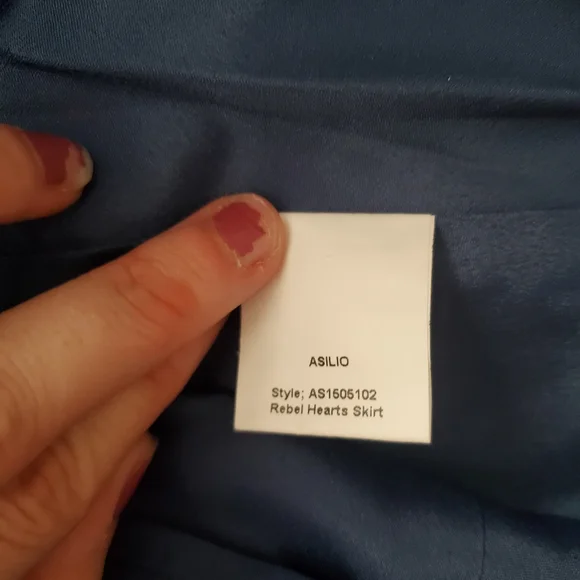 ASILIO
Style; AS1505102
Rebel Hearts Skirt